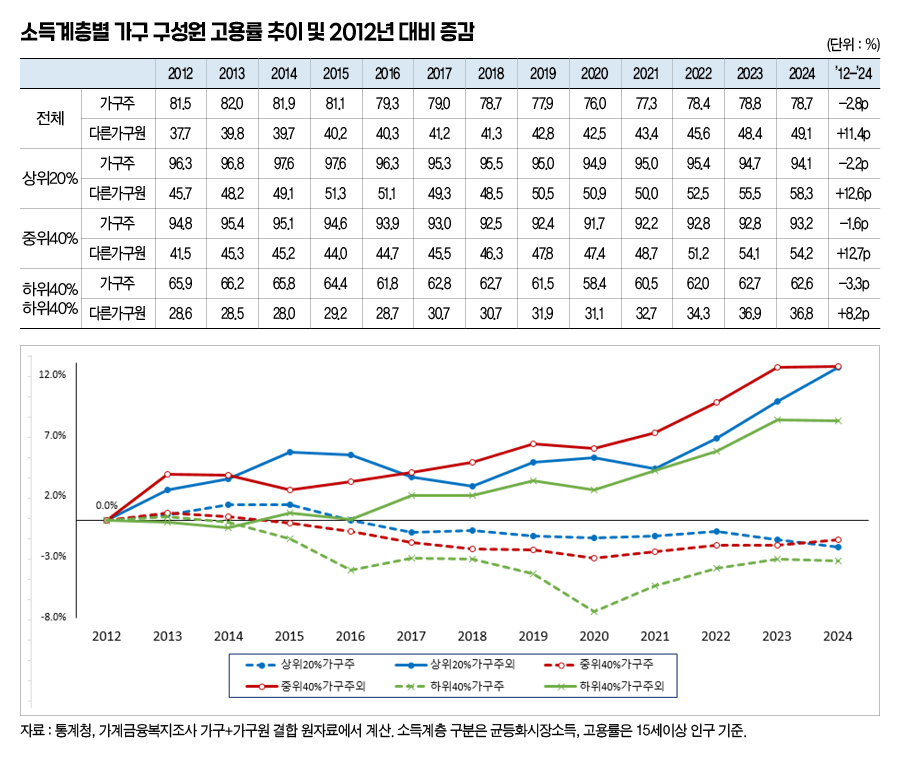 소득계층별 가구 구성원 고용률 추이 및 2012년 대비 증감
(단위 : %)
2012 2013 2014 2015 2016 2017 2018 2019 2020 2021 2022 2023 2024 ’12–’24
전체 가구주 81.5 82.0 81.9 81.1 79.3 79.0 78.7 77.9 76.0 77.3 78.4 78.8 78.7 −2.8p
다른가구원 37.7 39.8 39.7 40.2 40.3 41.2 41.3 42.8 42.5 43.4 45.6 48.4 49.1 +11.4p
상위20% 가구주 96.3 96.8 97.6 97.6 96.3 95.3 95.5 95.0 94.9 95.0 95.4 94.7 94.1 −2.2p
다른가구원 45.7 48.2 49.1 51.3 51.1 49.3 48.5 50.5 50.9 50.0 52.5 55.5 58.3 +12.6p
중위40% 가구주 94.8 95.4 95.1 94.6 93.9 93.0 92.5 92.4 91.7 92.2 92.8 92.8 93.2 −1.6p
다른가구원 41.5 45.3 45.2 44.0 44.7 45.5 46.3 47.8 47.4 48.7 51.2 54.1 54.2 +12.7p
하위40% 가구주 65.9 66.2 65.8 64.4 61.8 62.8 62.7 61.5 58.4 60.5 62.0 62.7 62.6 −3.3p
하위40% 다른가구원 28.6 28.5 28.0 29.2 28.7 30.7 30.7 31.9 31.1 32.7 34.3 36.9 36.8 +8.2p
12.0%
7.0%
2.0%
0.0%
-3.0%
-8.0%
2012 2013 2014 2015 2016 2017 2018 2019 2020 2021 2022 2023 2024
상위20%가구주 상위20%가구주외 중위40%가구주
중위40%가구주외 하위40%가구주 하위40%가구주외
자료 : 통계청, 가계금융복지조사 가구+가구원 결합 원자료에서 계산. 소득계층 구분은 균등화시장소득, 고용률은 15세이상 인구 기준.